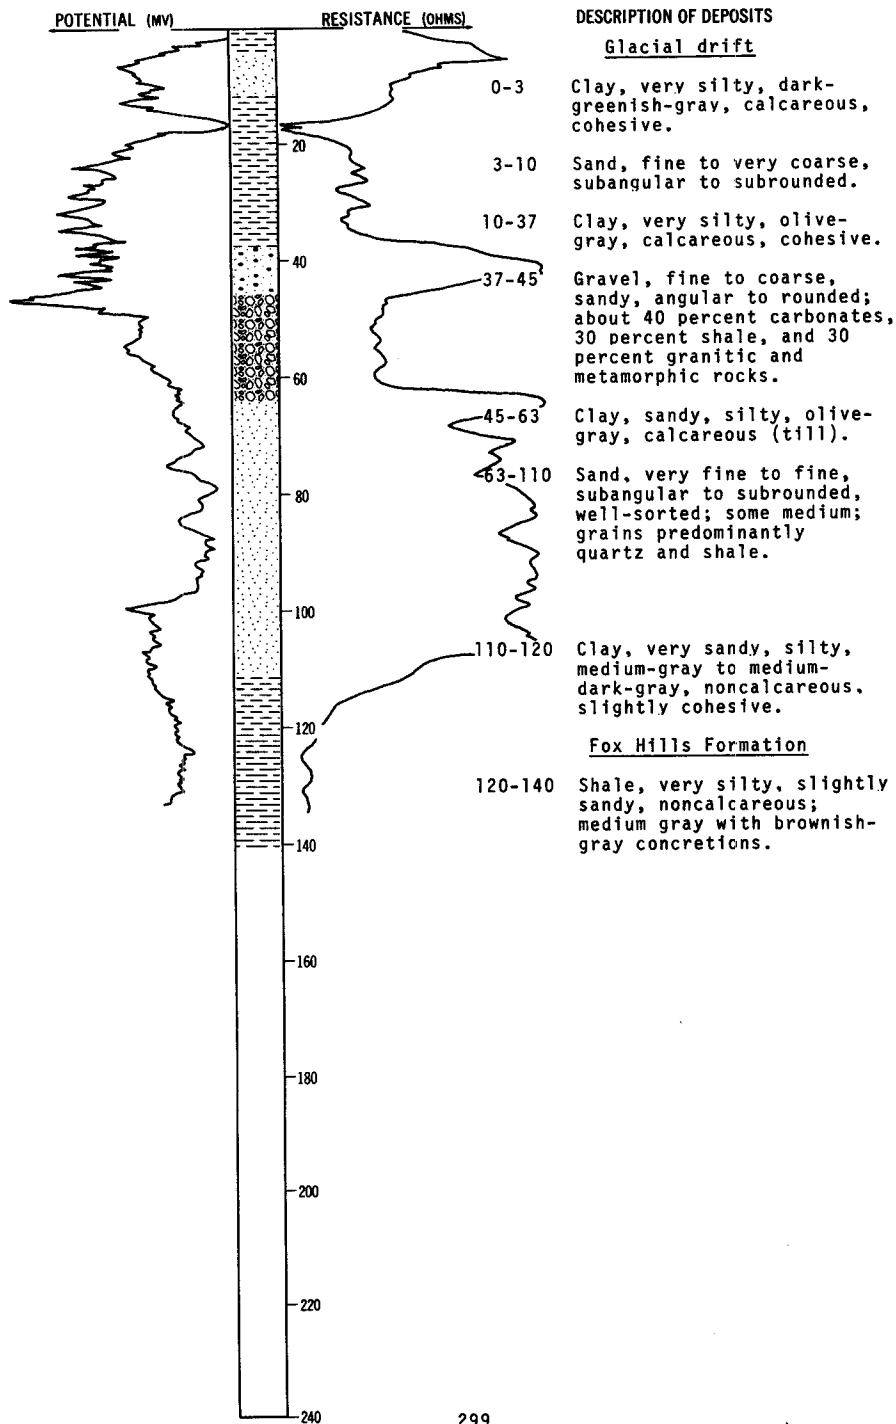 POTENTIAL (MV) RESISTANCE (OHMS) DESCRIPTION OF DEPOSITS
Glacial drift
0-3 Clay, very silty, dark-
greenish-gray, calcareous,
cohesive.
20
3-10 Sand, fine to very coarse,
subangular to subrounded.
10-37 Clay, very silty, olive-
gray, calcareous, cohesive.
40
37-45 Gravel, fine to coarse,
sandy, angular to rounded;
about 40 percent carbonates,
30 percent shale, and 30
percent granitic and
metamorphic rocks.
60
45-63 Clay, sandy, silty, olive-
gray, calcareous (till).
63-110 Sand, very fine to fine,
subangular to subrounded,
well-sorted; some medium;
grains predominantly
quartz and shale.
80
100
110-120 Clay, very sandy, silty,
medium-gray to medium-
dark-gray, noncalcareous,
slightly cohesive.
120
Fox Hills Formation
120-140 Shale, very silty, slightly
sandy, noncalcareous;
medium gray with brownish-
gray concretions.
140
160
180
200
220
240
299